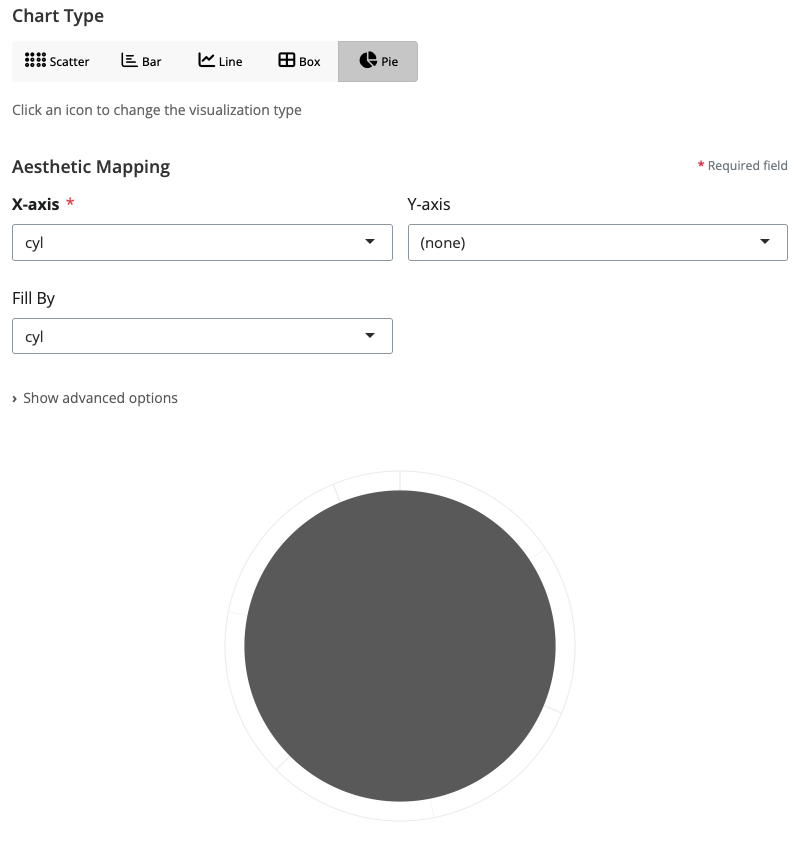 Chart Type
Scatter Bar Line Box Pie
Click an icon to change the visualization type
Aesthetic Mapping * Required field
X-axis * Y-axis
cyl (none)
Fill By
cyl
› Show advanced options